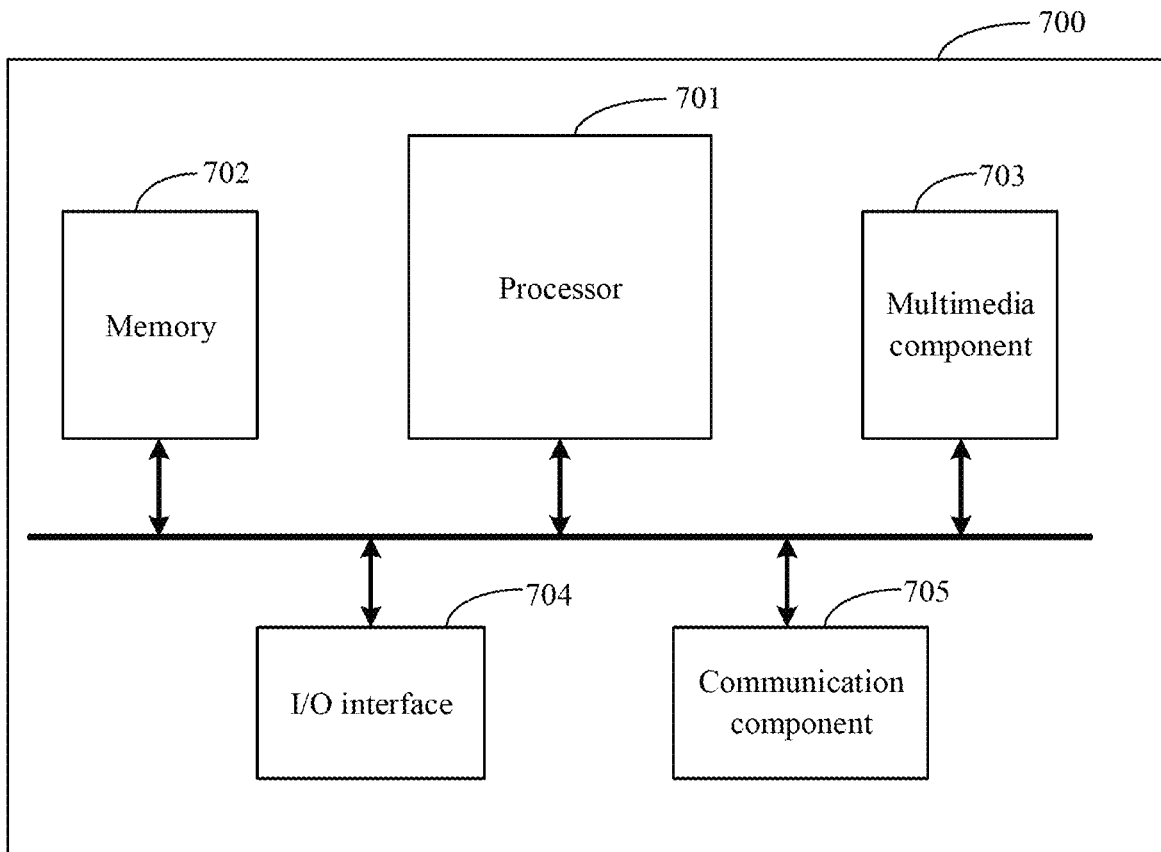 700
701
702
703
Processor
Memory
Multimedia
component
704
705
I/O interface
Communication
component